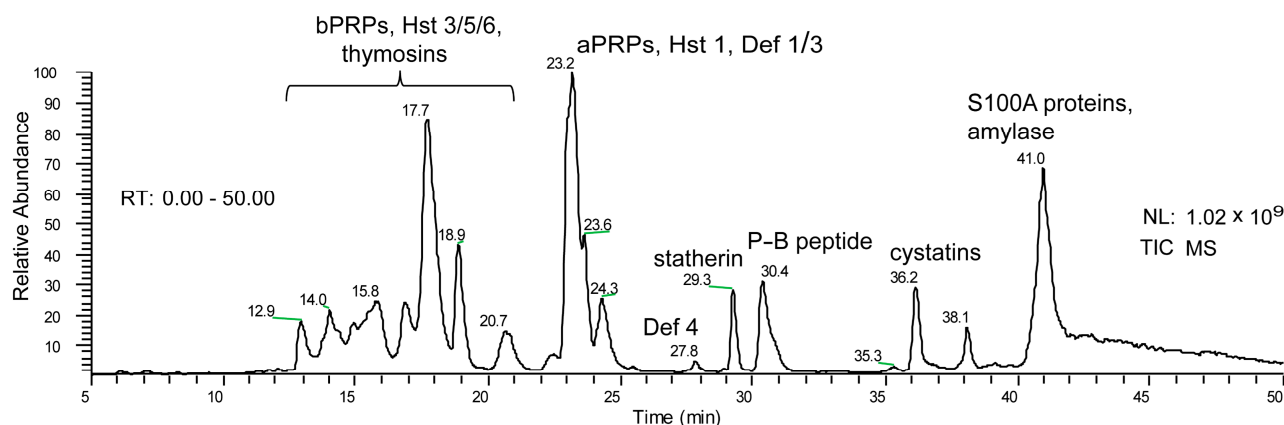 bPRPs, Hst 3/5/6,
thymosins
aPRPs, Hst 1, Def 1/3
S100A proteins,
amylase
statherin
P-B peptide
cystatins
Def 4
RT: 0.00 - 50.00
NL: 1.02 x 10⁹
TIC MS
Relative Abundance
100
90
80
70
60
50
40
30
20
10
12.9
14.0
15.8
17.7
18.9
20.7
23.2
23.6
24.3
27.8
29.3
30.4
35.3
36.2
38.1
41.0
5
10
15
20
25
30
35
40
45
50
Time (min)